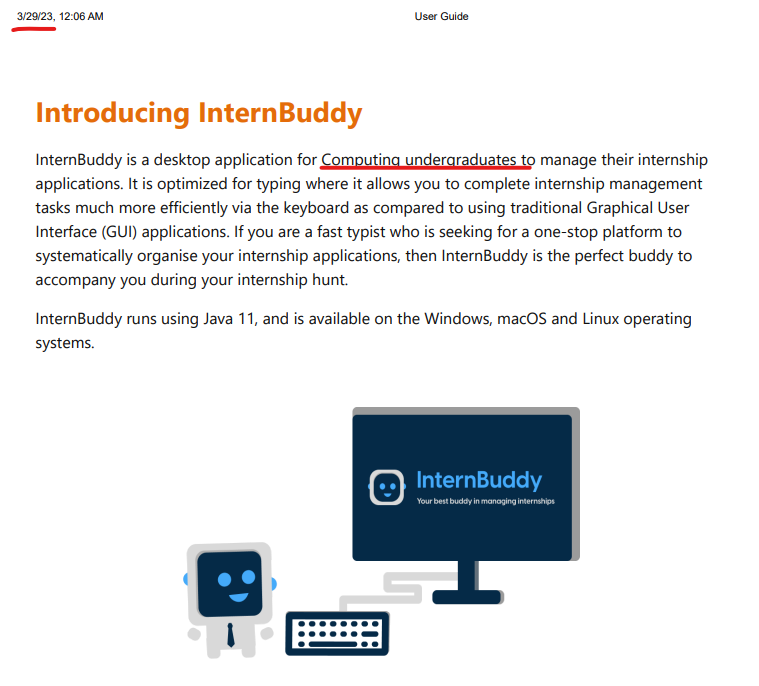 3/29/23, 12:06 AM
User Guide
Introducing InternBuddy
InternBuddy is a desktop application for Computing undergraduates to manage their internship
applications. It is optimized for typing where it allows you to complete internship management
tasks much more efficiently via the keyboard as compared to using traditional Graphical User
Interface (GUI) applications. If you are a fast typist who is seeking for a one-stop platform to
systematically organise your internship applications, then InternBuddy is the perfect buddy to
accompany you during your internship hunt.
InternBuddy runs using Java 11, and is available on the Windows, macOS and Linux operating
systems.
InternBuddy
Your best buddy in managing internships